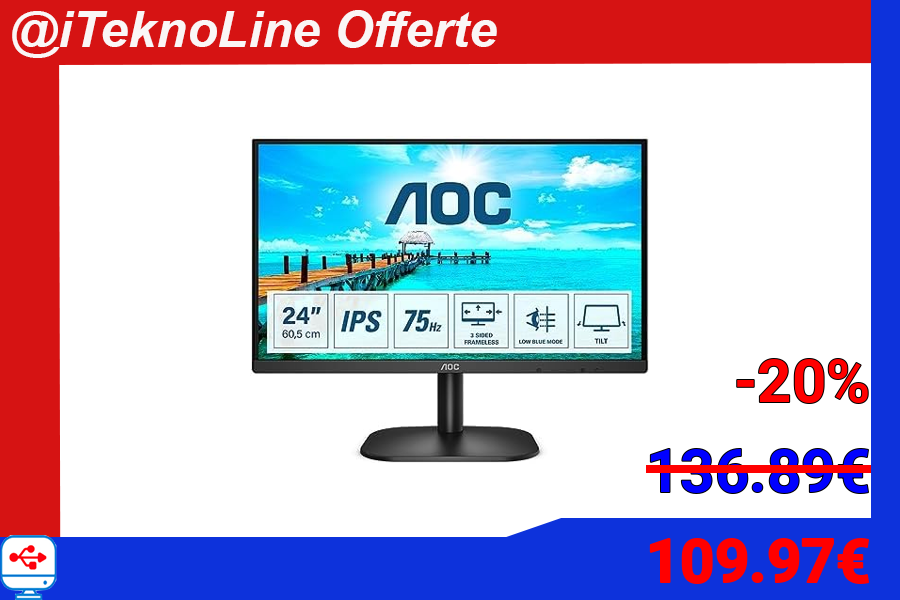 @iTeknoLine Offerte
AOC
24”
60,5 cm
IPS
75Hz
3 SIDED
FRAMELESS
LOW BLUE MODE
TILT
AOC
-20%
136.89€
109.97€